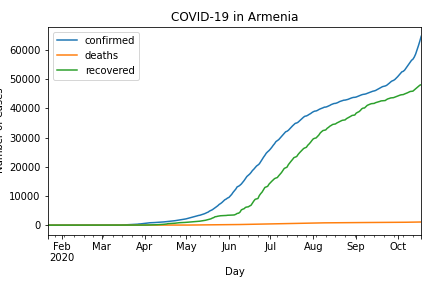 COVID-19 in Armenia
confirmed
deaths
recovered
60000
50000
40000
30000
20000
10000
0
Number of cases
Feb Mar Apr May Jun Jul Aug Sep Oct
2020
Day